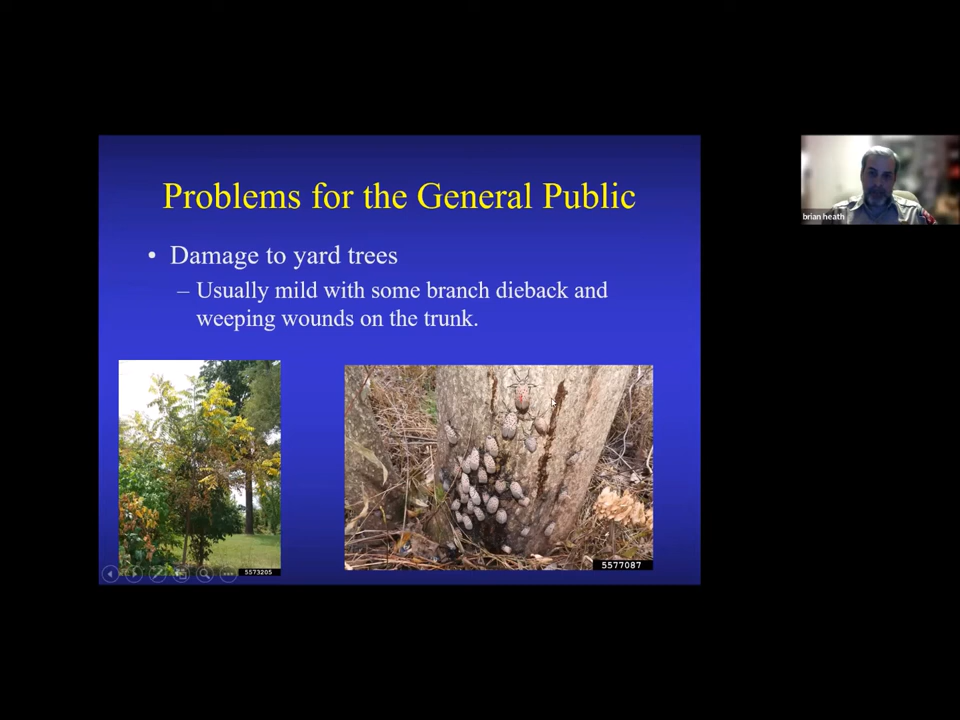 Problems for the General Public
• Damage to yard trees
– Usually mild with some branch dieback and
weeping wounds on the trunk.
brian heath
5577087
5573205